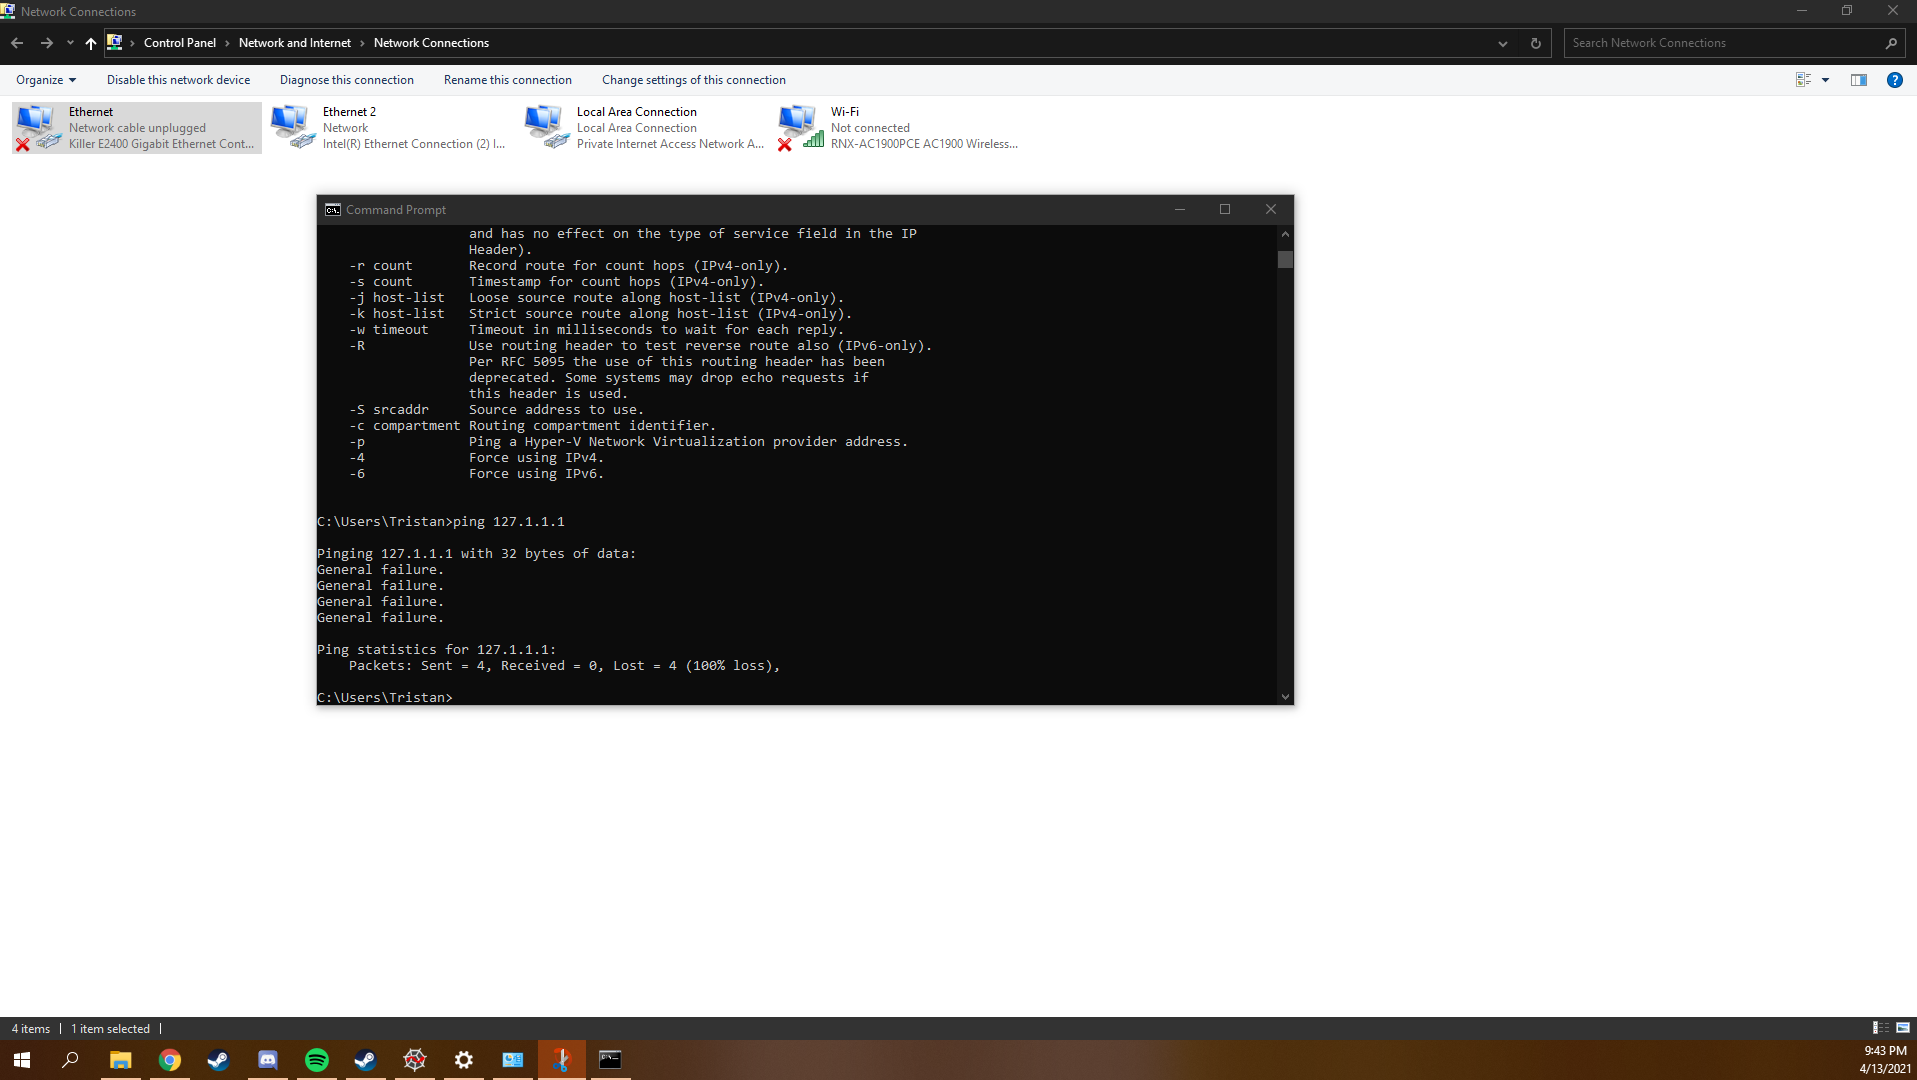 Network Connections
Control Panel > Network and Internet > Network Connections
Search Network Connections
Organize
Disable this network device
Diagnose this connection
Rename this connection
Change settings of this connection
Ethernet
Network cable unplugged
Killer E2400 Gigabit Ethernet Cont...
Ethernet 2
Network
Intel(R) Ethernet Connection (2) I...
Local Area Connection
Local Area Connection
Private Internet Access Network A...
Wi-Fi
Not connected
RNX-AC1900PCE AC1900 Wireless...
Command Prompt
and has no effect on the type of service field in the IP
Header).
-r count Record route for count hops (IPv4-only).
-s count Timestamp for count hops (IPv4-only).
-j host-list Loose source route along host-list (IPv4-only).
-k host-list Strict source route along host-list (IPv4-only).
-w timeout Timeout in milliseconds to wait for each reply.
-R Use routing header to test reverse route also (IPv6-only).
Per RFC 5095 the use of this routing header has been
deprecated. Some systems may drop echo requests if
this header is used.
-S srcaddr Source address to use.
-c compartment Routing compartment identifier.
-p Ping a Hyper-V Network Virtualization provider address.
-4 Force using IPv4.
-6 Force using IPv6.
C:\Users\Tristan>ping 127.1.1.1
Pinging 127.1.1.1 with 32 bytes of data:
General failure.
General failure.
General failure.
General failure.
Ping statistics for 127.1.1.1:
Packets: Sent = 4, Received = 0, Lost = 4 (100% loss),
C:\Users\Tristan>
4 items | 1 item selected |
9:43 PM
4/13/2021